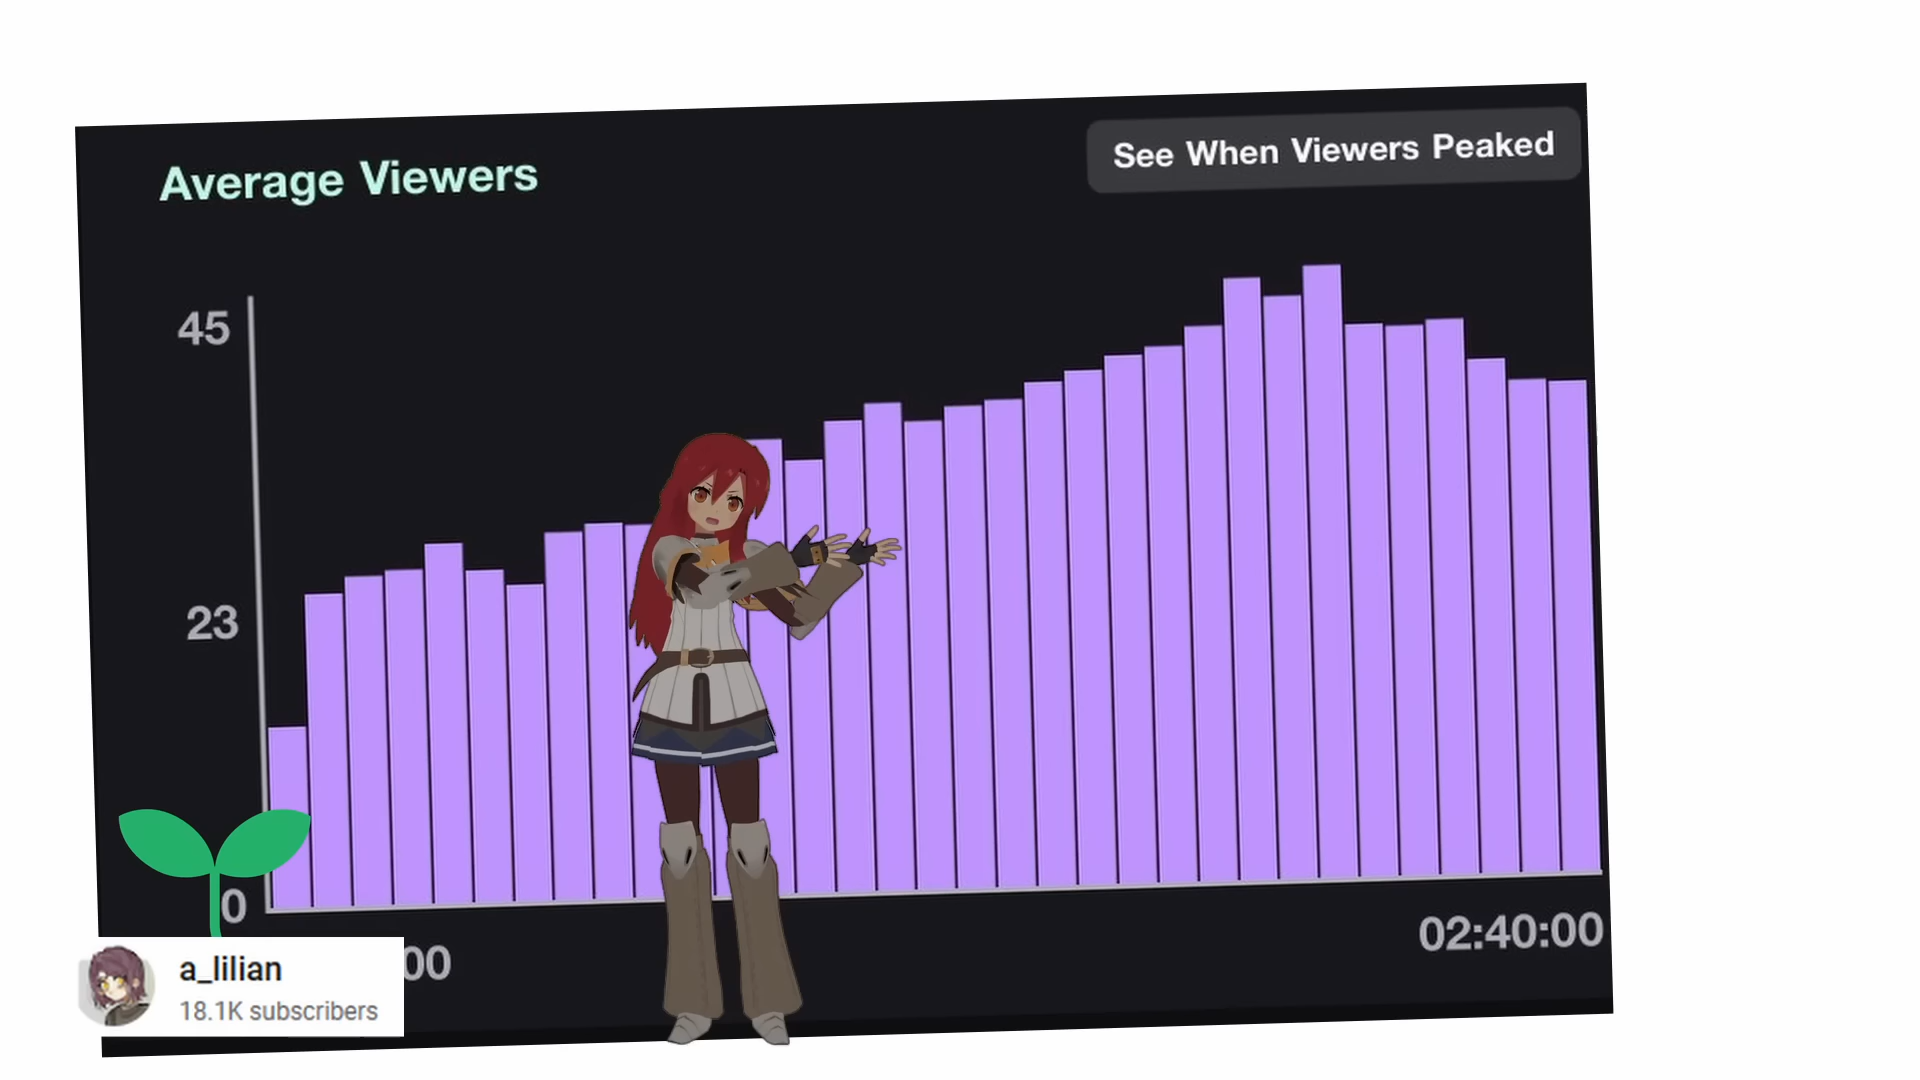 Average Viewers
See When Viewers Peaked
45
23
0
00
02:40:00
a_lilian
18.1K subscribers